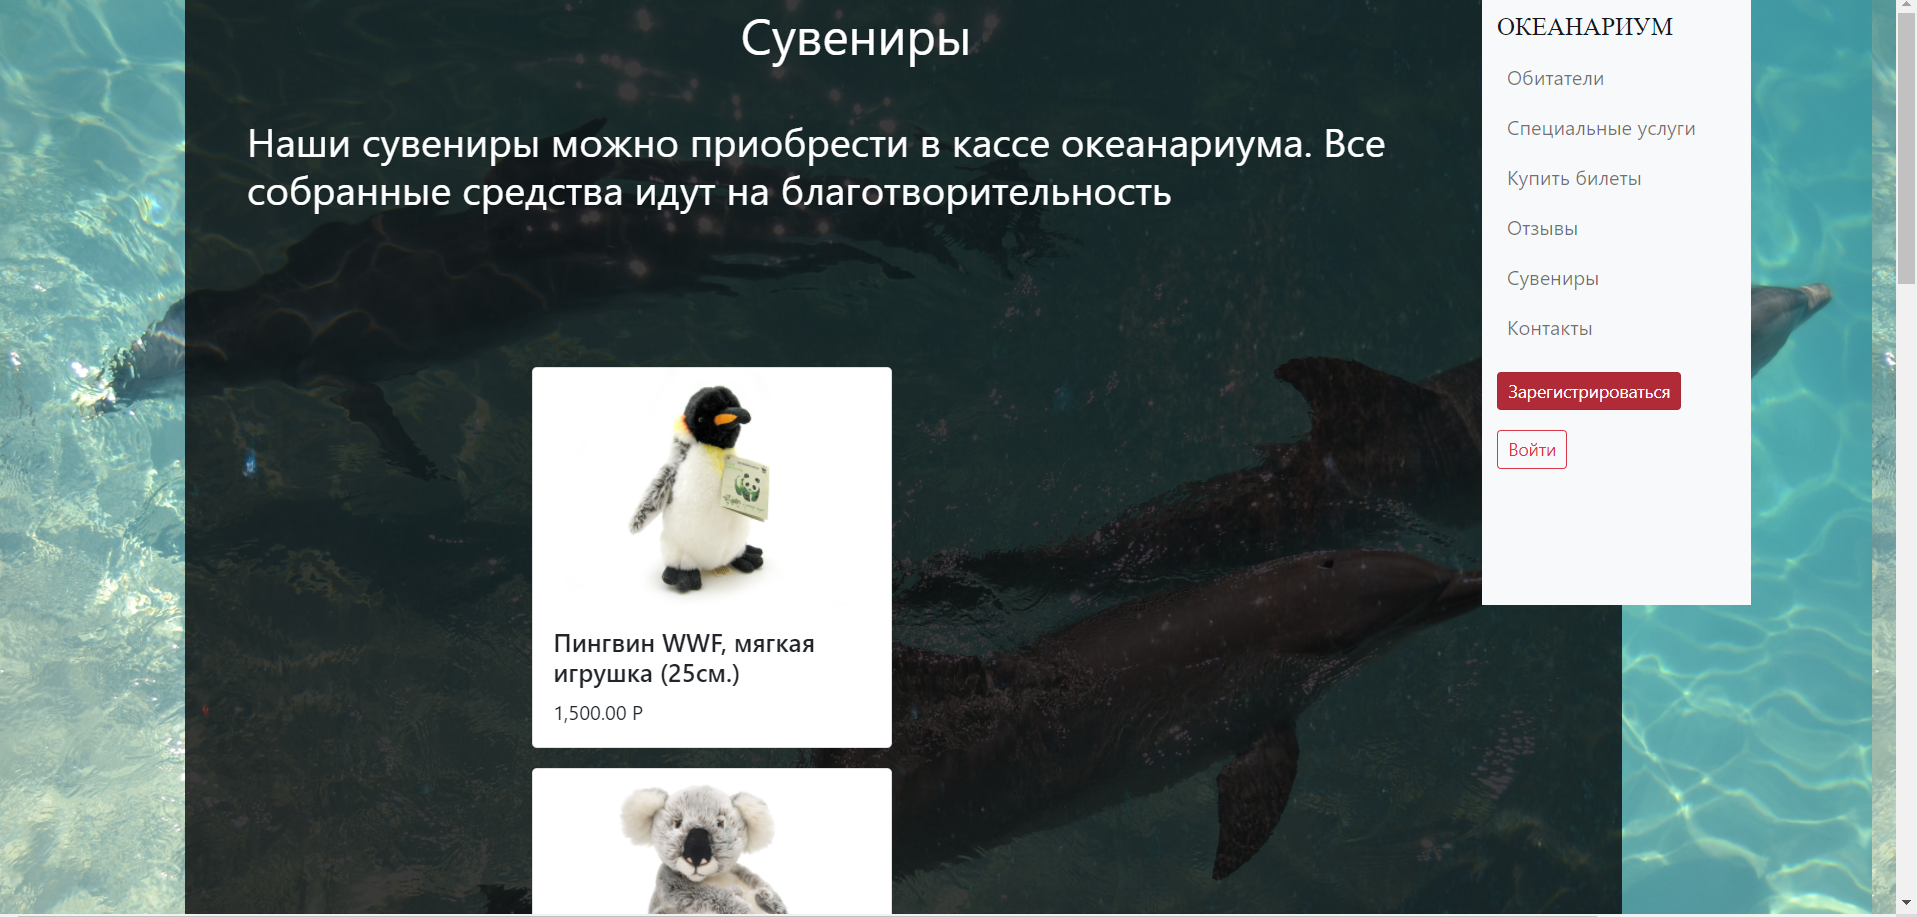 Сувениры
Наши сувениры можно приобрести в кассе океанариума. Все
собранные средства идут на благотворительность
Пингвин WWF, мягкая
игрушка (25см.)
1,500.00 Р
ОКЕАНАРИУМ
Обитатели
Специальные услуги
Купить билеты
Отзывы
Сувениры
Контакты
Зарегистрироваться
Войти